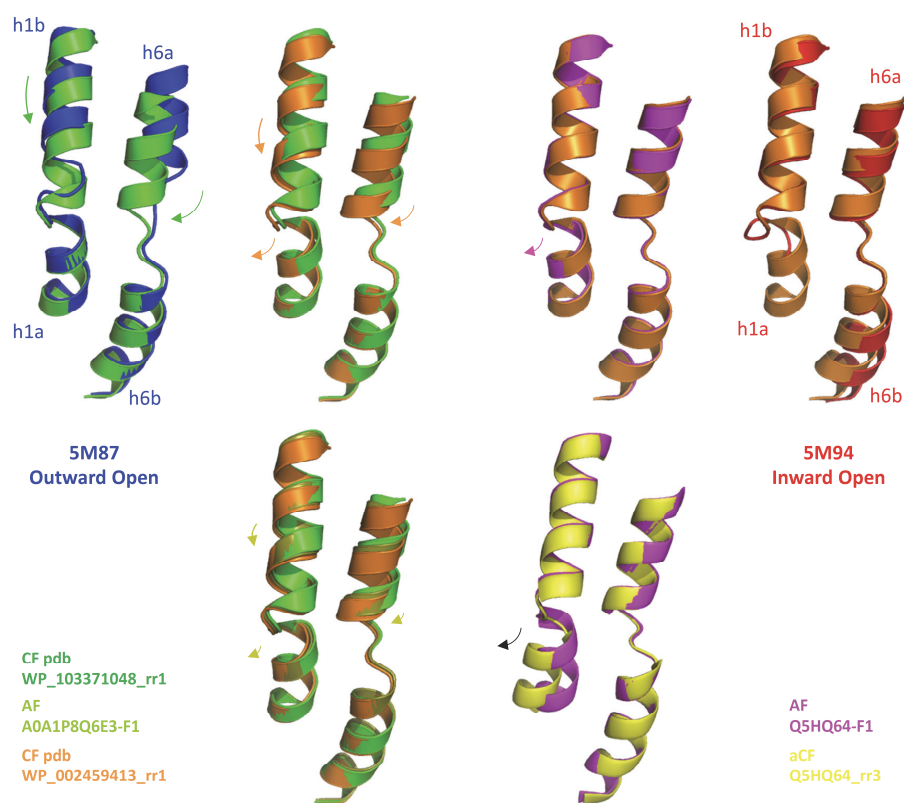 h1b
h6a
h1a
h6b
h1b
h6a
h1a
h6b
5M87
Outward Open
5M94
Inward Open
CF pdb
WP_103371048_rr1
AF
A0A1P8Q6E3-F1
CF pdb
WP_002459413_rr1
AF
Q5HQ64-F1
aCF
Q5HQ64_rr3